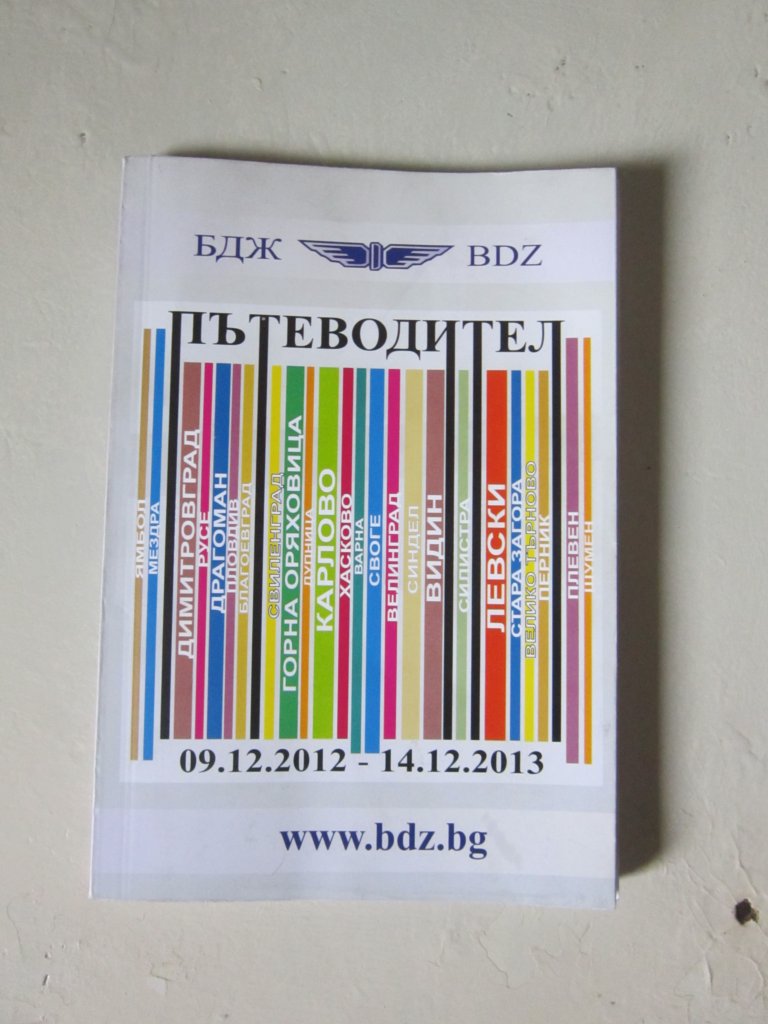 БДЖ BDZ
ПЪТЕВОДИТЕЛ
ЯМБОЛ
МЕЗДРА
ДИМИТРОВГРАД
РУСЕ
ДРАГОМАН
ПЛОВДИВ
БЛАГОЕВГРАД
СВИЛЕНГРАД
ГОРНА ОРЯХОВИЦА
ДУПНИЦА
КАРЛОВО
ХАСКОВО
ВАРНА
СВОГЕ
ВЕЛИНГРАД
СИНДЕЛ
ВИДИН
СИЛИСТРА
ЛЕВСКИ
СТАРА ЗАГОРА
ВЕЛИКО ТЪРНОВО
ПЕРНИК
ПЛЕВЕН
ШУМЕН
09.12.2012 - 14.12.2013
www.bdz.bg